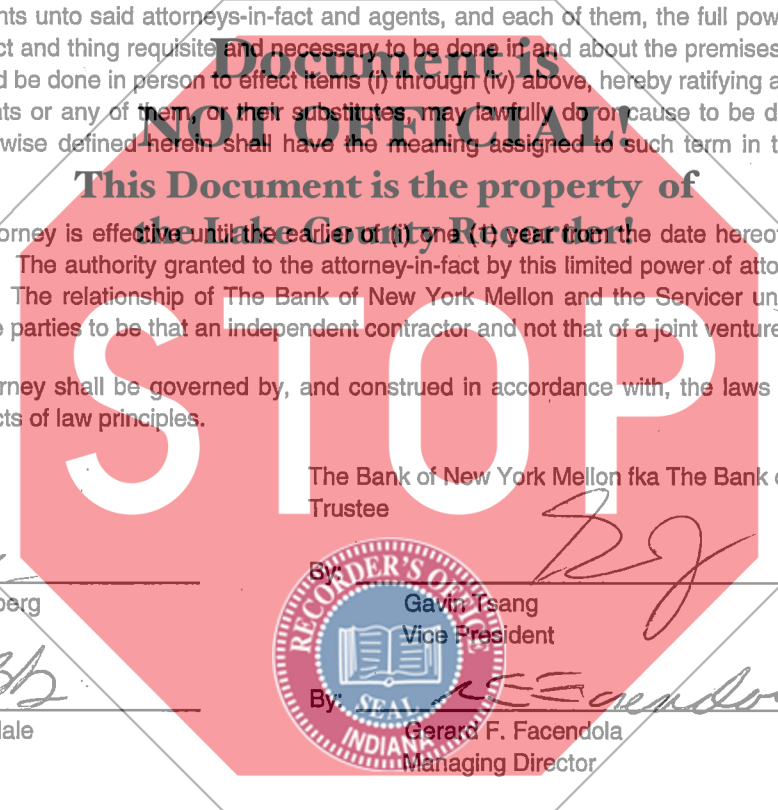 nts unto said attorneys-in-fact and agents, and each of them, the full pow
ct and thing requisite and necessary to be done in and about the premises
d be done in person to effect items (i) through (iv) above, hereby ratifying a
Document is
nts or any of them, or their substitutes, may lawfully do or cause to be d
NOT OFFICIAL!
wise defined herein shall have the meaning assigned to such term in t
This Document is the property of
the Lake County Recorder!
orney is effective until the earlier of (i) one (1) year from the date hereof
The authority granted to the attorney-in-fact by this limited power of atto
The relationship of The Bank of New York Mellon and the Servicer un
e parties to be that an independent contractor and not that of a joint venture
STOP
rney shall be governed by, and construed in accordance with, the laws
cts of law principles.
The Bank of New York Mellon fka The Bank o
Trustee
By:
berg
Gavin Tsang
Vice President
RECORDER'S OFFICE
SEAL
INDIANA
By:
dale
Gerard F. Facendola
Managing Director